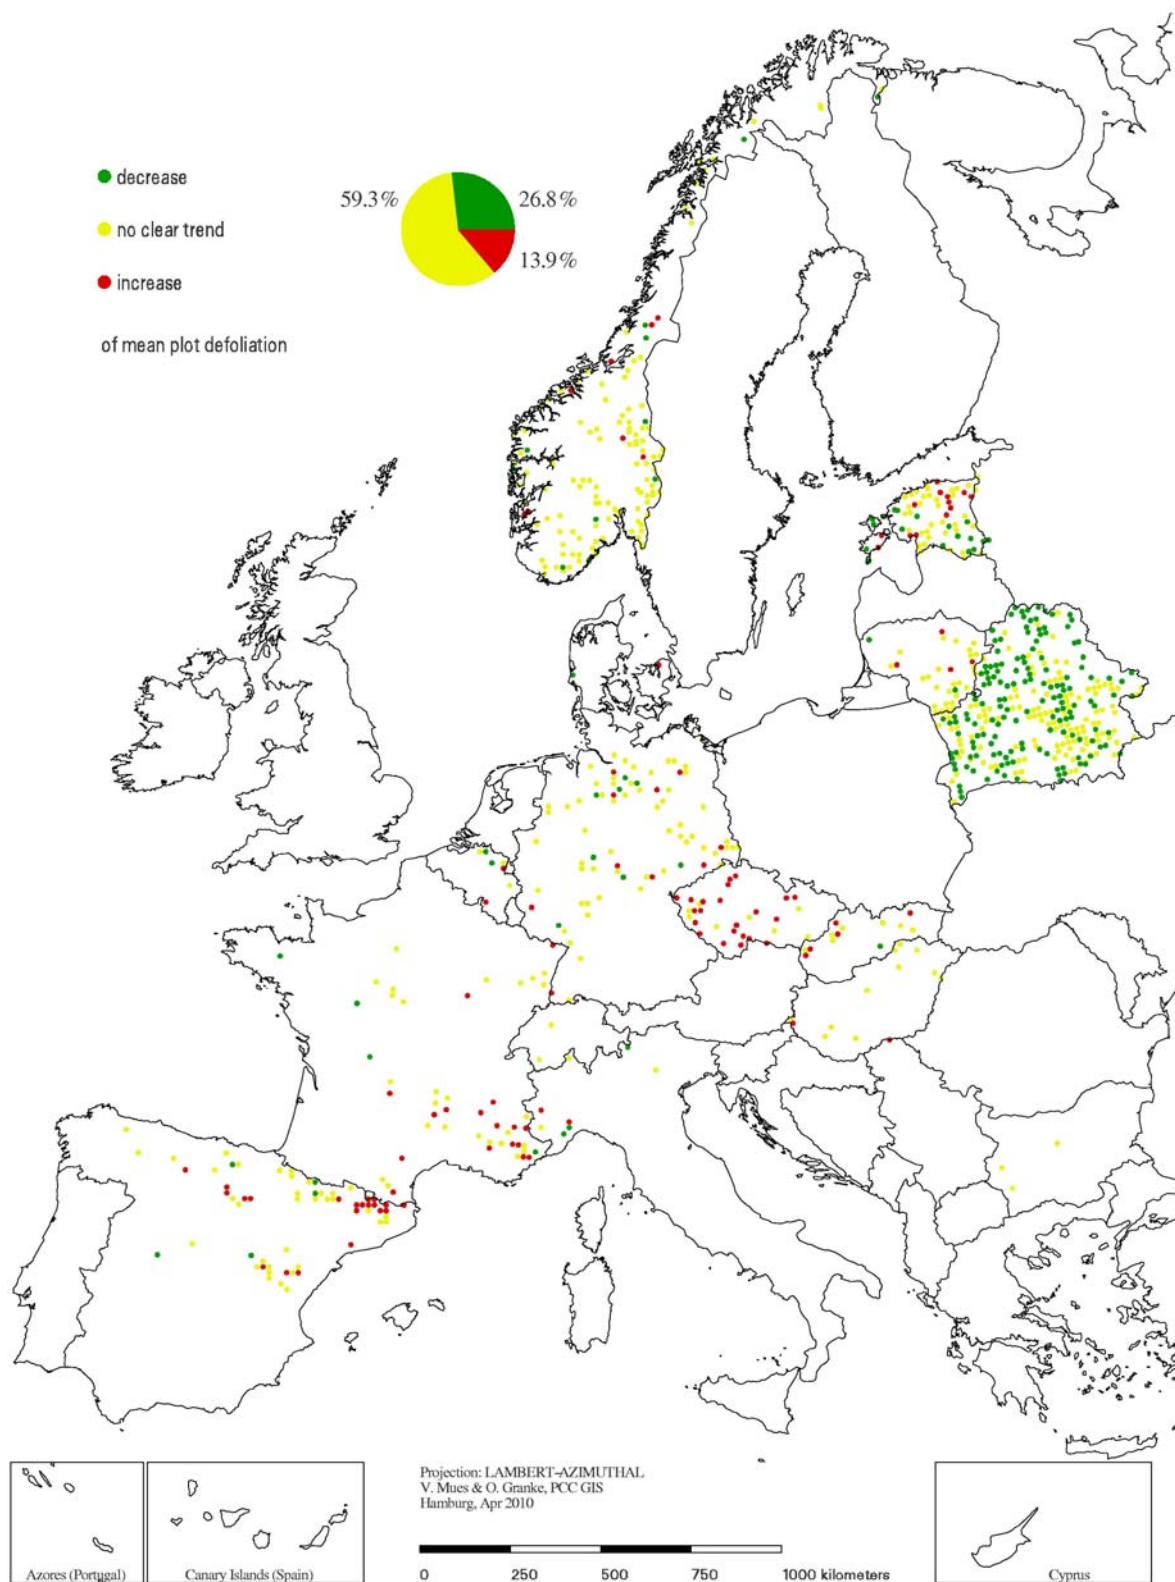 decrease
59.3%
26.8%
no clear trend
13.9%
increase
of mean plot defoliation
Projection: LAMBERT-AZIMUTHAL
V. Mues & O. Granke, PCC GIS
Hamburg, Apr 2010
Azores (Portugal)
Canary Islands (Spain)
0 250 500 750 1000 kilometers
Cyprus